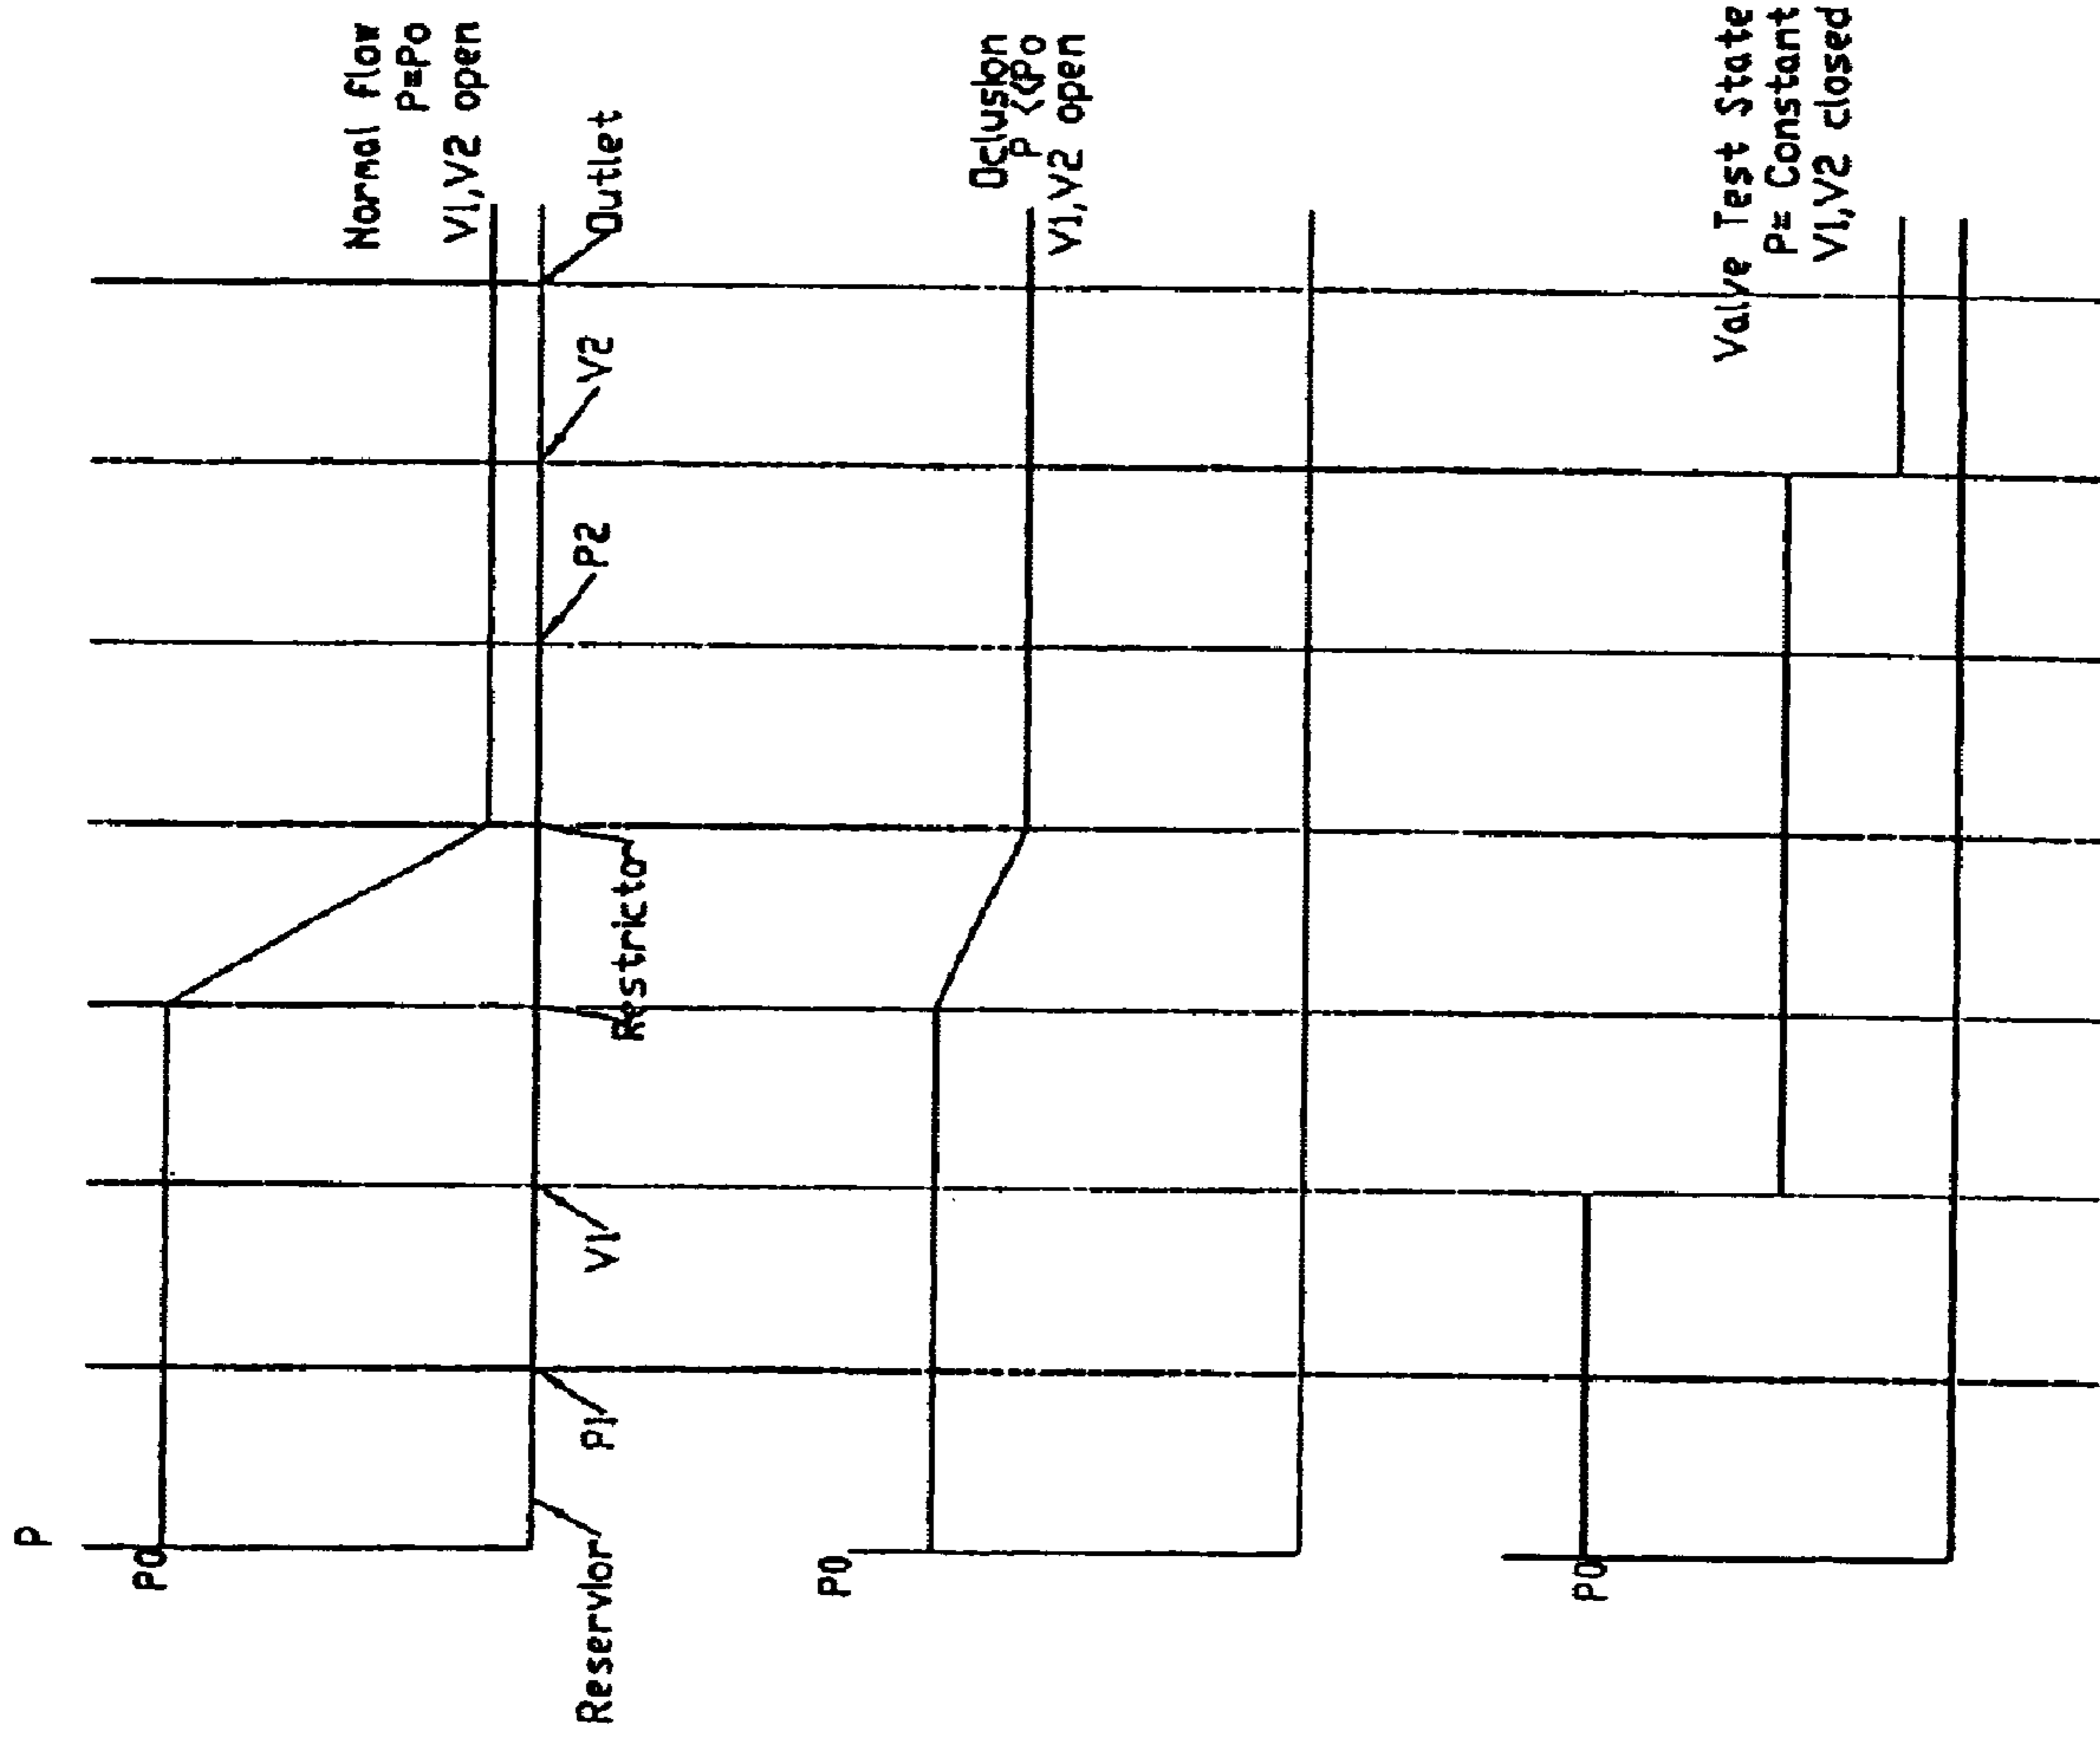 P
P0
Normal flow
P=Po
V1,V2 open
Reservior
P1
V1
Restrictor
P2
V2
Outlet
P0
Oclusion
P <<Po
V1,V2 open
P0
Valve Test State
P= Constant
V1,V2 closed